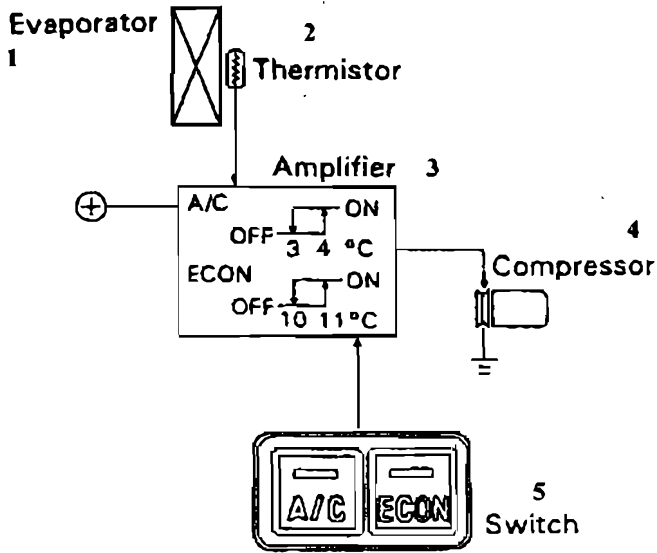 Evaporator
1
2
Thermistor
Amplifier 3
A/C
ON
OFF
3 4 °C
ECON
ON
OFF
10 11°C
4
Compressor
A/C ECON
5
Switch